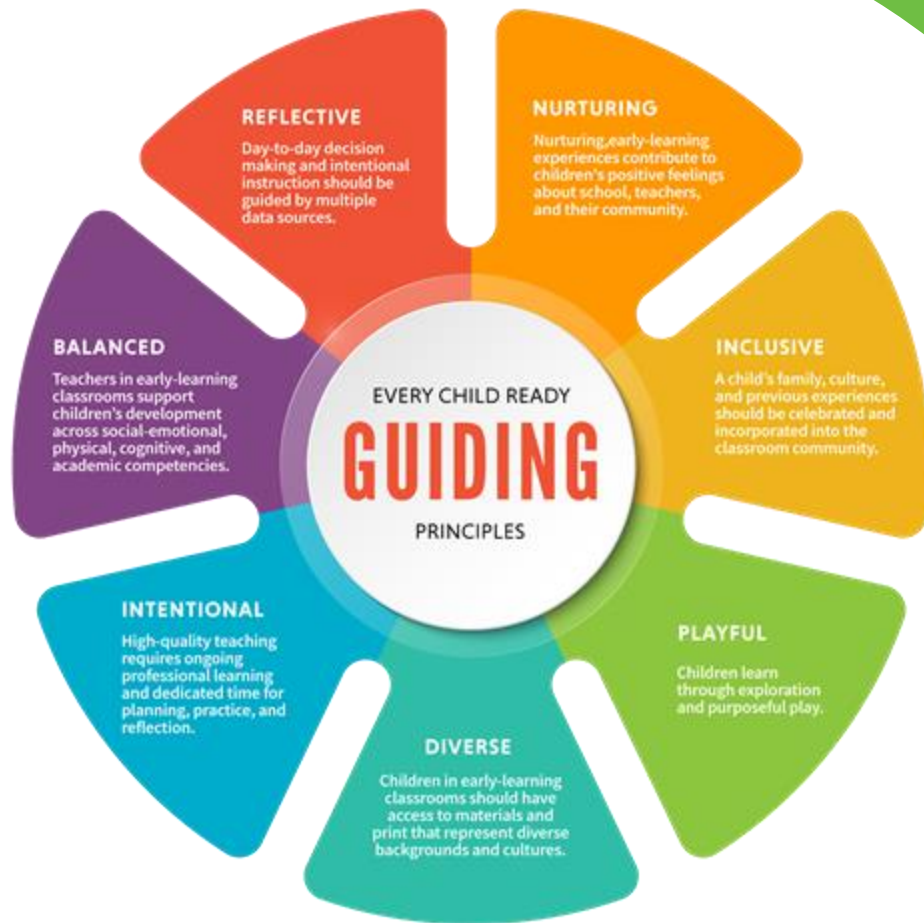 REFLECTIVE
Day-to-day decision
making and intentional
instruction should be
guided by multiple
data sources.
NURTURING
Nurturing,early-learning
experiences contribute to
children's positive feelings
about school, teachers,
and their community.
BALANCED
Teachers in early-learning
classrooms support
children's development
across social-emotional,
physical, cognitive, and
academic competencies.
EVERY CHILD READY
GUIDING
PRINCIPLES
INCLUSIVE
A child's family, culture,
and previous experiences
should be celebrated and
incorporated into the
classroom community.
INTENTIONAL
High-quality teaching
requires ongoing
professional learning
and dedicated time for
planning, practice, and
reflection.
PLAYFUL
Children learn
through exploration
and purposeful play.
DIVERSE
Children in early-learning
classrooms should have
access to materials and
print that represent diverse
backgrounds and cultures.